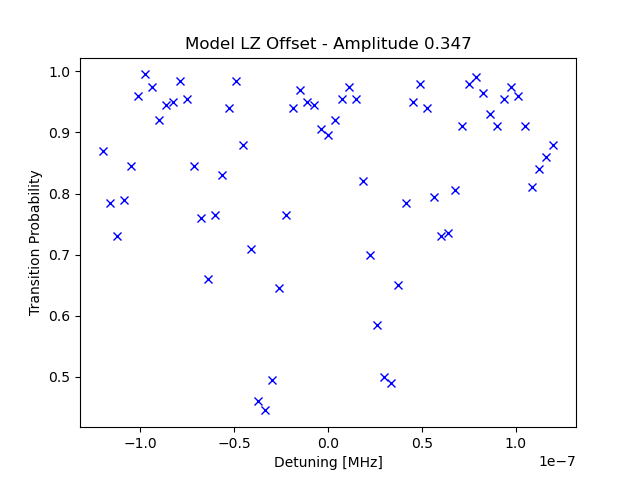 Model LZ Offset - Amplitude 0.347
1.0
0.9
0.8
0.7
0.6
0.5
Transition Probability
−1.0 −0.5 0.0 0.5 1.0
1e−7
Detuning [MHz]